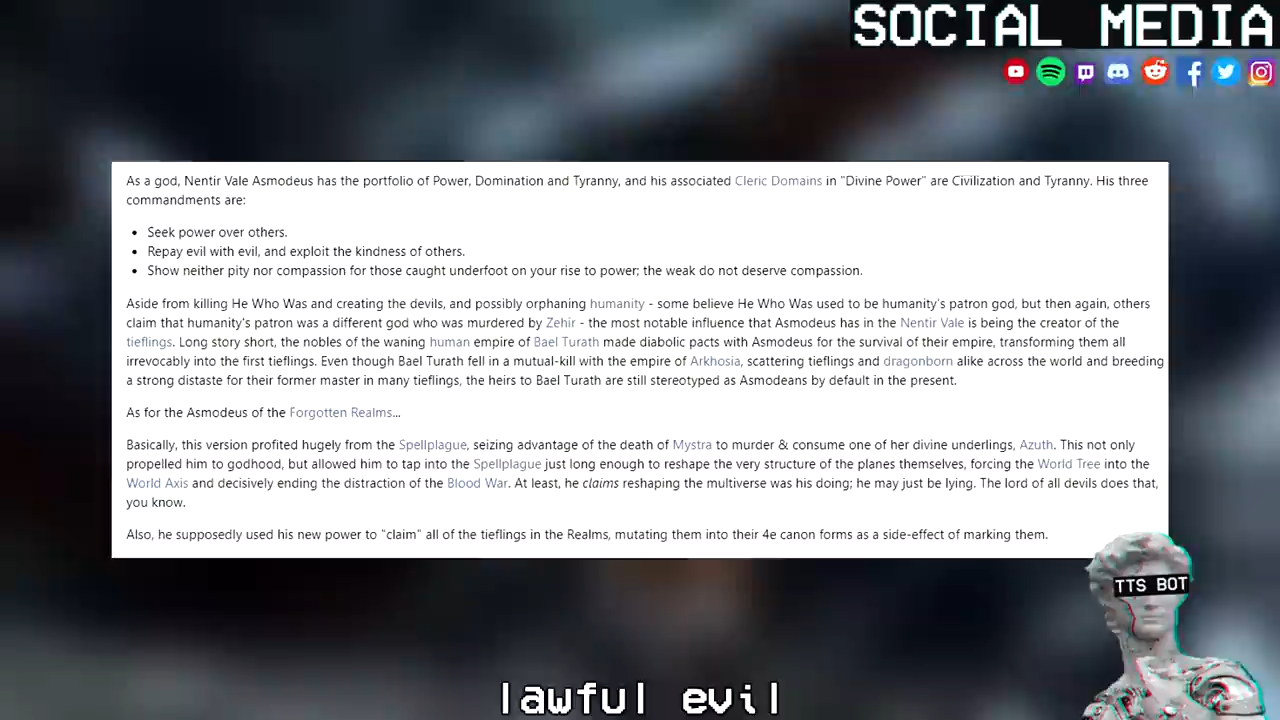 SOCIAL MEDIA
As a god, Nentir Vale Asmodeus has the portfolio of Power, Domination and Tyranny, and his associated Cleric Domains in "Divine Power" are Civilization and Tyranny. His three
commandments are:
• Seek power over others.
• Repay evil with evil, and exploit the kindness of others.
• Show neither pity nor compassion for those caught underfoot on your rise to power; the weak do not deserve compassion.
Aside from killing He Who Was and creating the devils, and possibly orphaning humanity - some believe He Who Was used to be humanity's patron god, but then again, others
claim that humanity's patron was a different god who was murdered by Zehir - the most notable influence that Asmodeus has in the Nentir Vale is being the creator of the
tieflings. Long story short, the nobles of the waning human empire of Bael Turath made diabolic pacts with Asmodeus for the survival of their empire, transforming them all
irrevocably into the first tieflings. Even though Bael Turath fell in a mutual-kill with the empire of Arkhosia, scattering tieflings and dragonborn alike across the world and breeding
a strong distaste for their former master in many tieflings, the heirs to Bael Turath are still stereotyped as Asmodeans by default in the present.
As for the Asmodeus of the Forgotten Realms...
Basically, this version profited hugely from the Spellplague, seizing advantage of the death of Mystra to murder & consume one of her divine underlings, Azuth. This not only
propelled him to godhood, but allowed him to tap into the Spellplague just long enough to reshape the very structure of the planes themselves, forcing the World Tree into the
World Axis and decisively ending the distraction of the Blood War. At least, he claims reshaping the multiverse was his doing; he may just be lying. The lord of all devils does that,
you know.
Also, he supposedly used his new power to "claim" all of the tieflings in the Realms, mutating them into their 4e canon forms as a side-effect of marking them.
TTS BOT
lawful evil